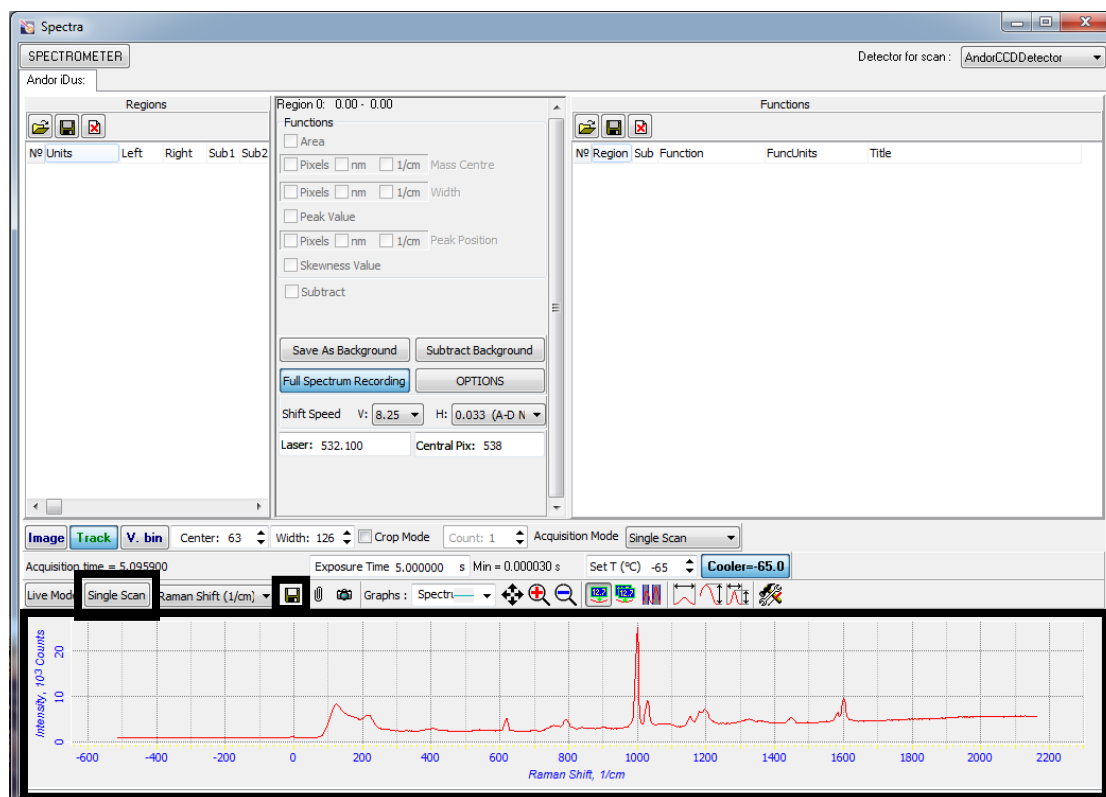 Spectra
SPECTROMETER
Detector for scan : AndorCCDDetector
Andor iDus:
Regions
Nº Units Left Right Sub1 Sub2
Region 0: 0.00 - 0.00
Functions
Area
Pixels nm 1/cm Mass Centre
Pixels nm 1/cm Width
Peak Value
Pixels nm 1/cm Peak Position
Skewness Value
Subtract
Save As Background Subtract Background
Full Spectrum Recording OPTIONS
Shift Speed V: 8.25 H: 0.033 (A-D N
Laser: 532.100 Central Pix: 538
Functions
Nº Region Sub Function FuncUnits Title
Image Track V. bin Center: 63 Width: 126 Crop Mode Count: 1 Acquisition Mode Single Scan
Acquisition time = 5.095900 Exposure Time 5.000000 s Min = 0.000030 s Set T (°C) -65 Cooler=-65.0
Live Mode Single Scan Raman Shift (1/cm) Graphs : Spectru 12.7 12.7
Intensity, 10³ Counts
20
10
0
-600 -400 -200 0 200 400 600 800 1000 1200 1400 1600 1800 2000 2200
Raman Shift, 1/cm